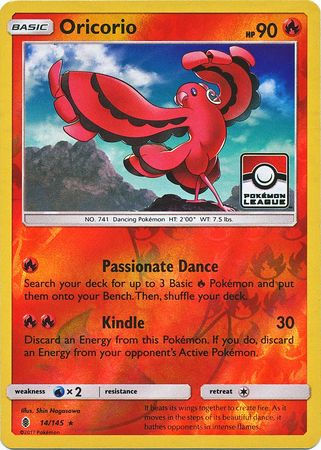 BASIC Oricorio HP 90
POKÉMON
LEAGUE
NO. 741 Dancing Pokémon HT: 2'00" WT: 7.5 lbs.
Passionate Dance
Search your deck for up to 3 Basic Pokémon and put
them onto your Bench. Then, shuffle your deck.
Kindle 30
Discard an Energy from this Pokémon. If you do, discard
an Energy from your opponent's Active Pokémon.
weakness ×2 resistance retreat
Illus. Shin Nagasawa
14/145 ★
©2017 Pokémon
It beats its wings together to create fire. As it
moves in the steps of its beautiful dance, it
bathes opponents in intense flames.